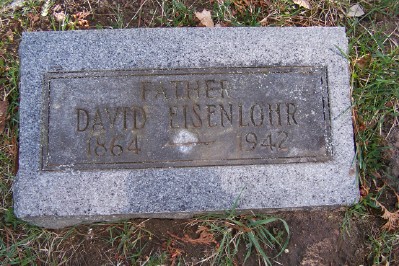 FATHER
DAVID EISENLOHR
1864 — 1942